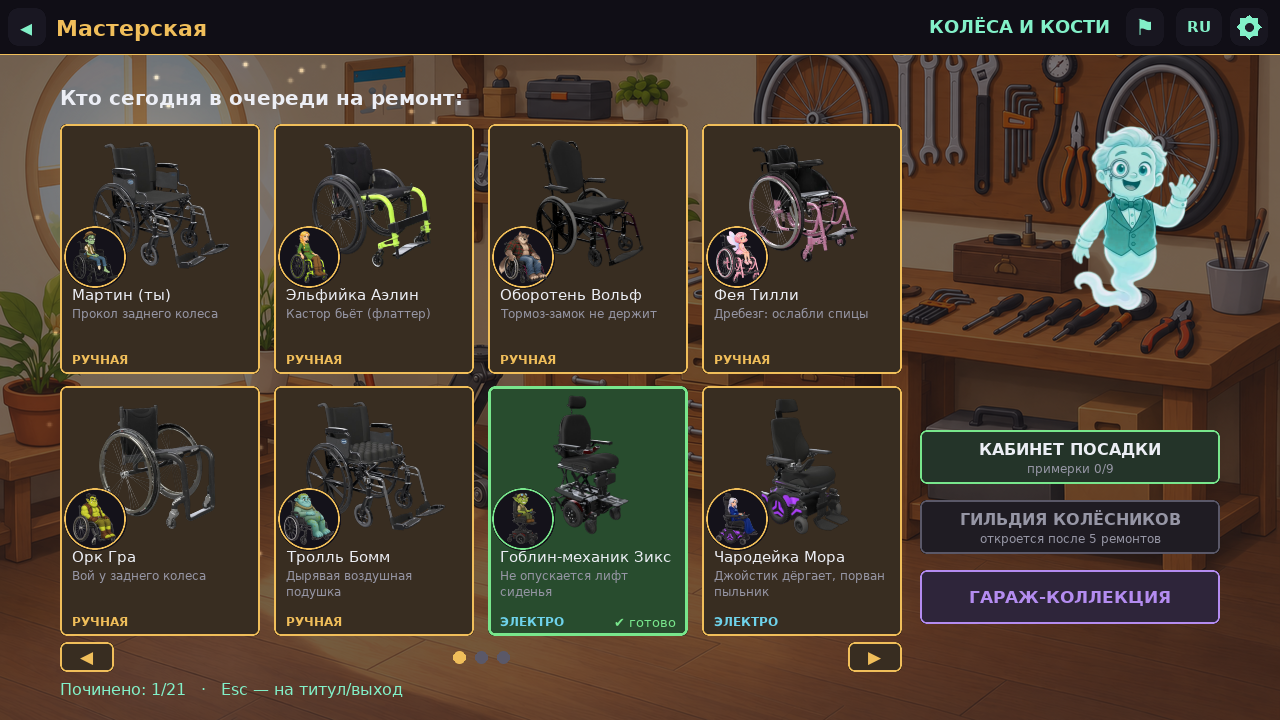 Мастерская
КОЛЁСА И КОСТИ
RU
Кто сегодня в очереди на ремонт:
Мартин (ты)
Прокол заднего колеса
РУЧНАЯ
Эльфийка Аэлин
Кастор бьёт (флаттер)
РУЧНАЯ
Оборотень Вольф
Тормоз-замок не держит
РУЧНАЯ
Фея Тилли
Дребезг: ослабли спицы
РУЧНАЯ
Орк Гра
Вой у заднего колеса
РУЧНАЯ
Тролль Бомм
Дырявая воздушная
подушка
РУЧНАЯ
Гоблин-механик Зикс
Не опускается лифт
сиденья
ЭЛЕКТРО ✔ готово
Чародейка Мора
Джойстик дёргает, порван
пыльник
ЭЛЕКТРО
КАБИНЕТ ПОСАДКИ
примерки 0/9
ГИЛЬДИЯ КОЛЁСНИКОВ
откроется после 5 ремонтов
ГАРАЖ-КОЛЛЕКЦИЯ
Починено: 1/21 · Esc — на титул/выход